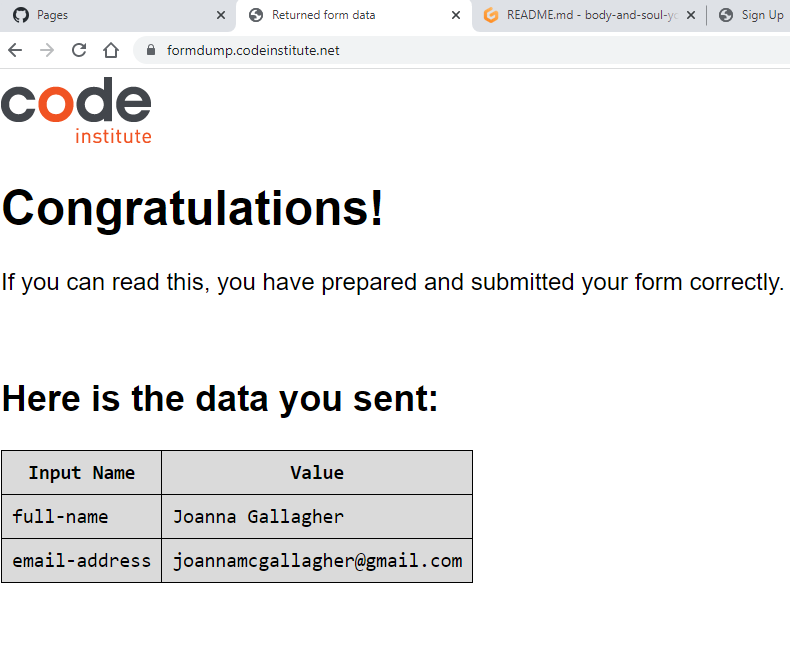 Pages
Returned form data
README.md - body-and-soul-yo
Sign Up
formdump.codeinstitute.net
code
institute
Congratulations!
If you can read this, you have prepared and submitted your form correctly.
Here is the data you sent:
Input Name Value
full-name Joanna Gallagher
email-address joannamcgallagher@gmail.com